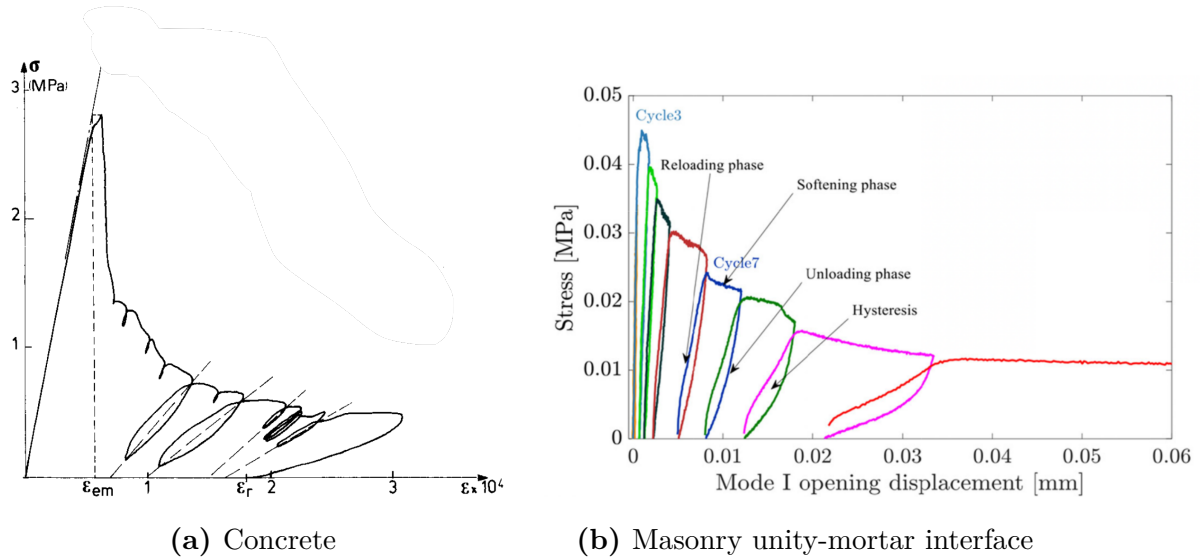 σ
(MPa)
3
2
1
ε_em
1
ε_r
2
3
ε× 10⁴
(a) Concrete
0.05
0.04
0.03
0.02
0.01
0
Stress [MPa]
Cycle3
Reloading phase
Softening phase
Cycle7
Unloading phase
Hysteresis
0
0.01
0.02
0.03
0.04
0.05
0.06
Mode I opening displacement [mm]
(b) Masonry unity-mortar interface